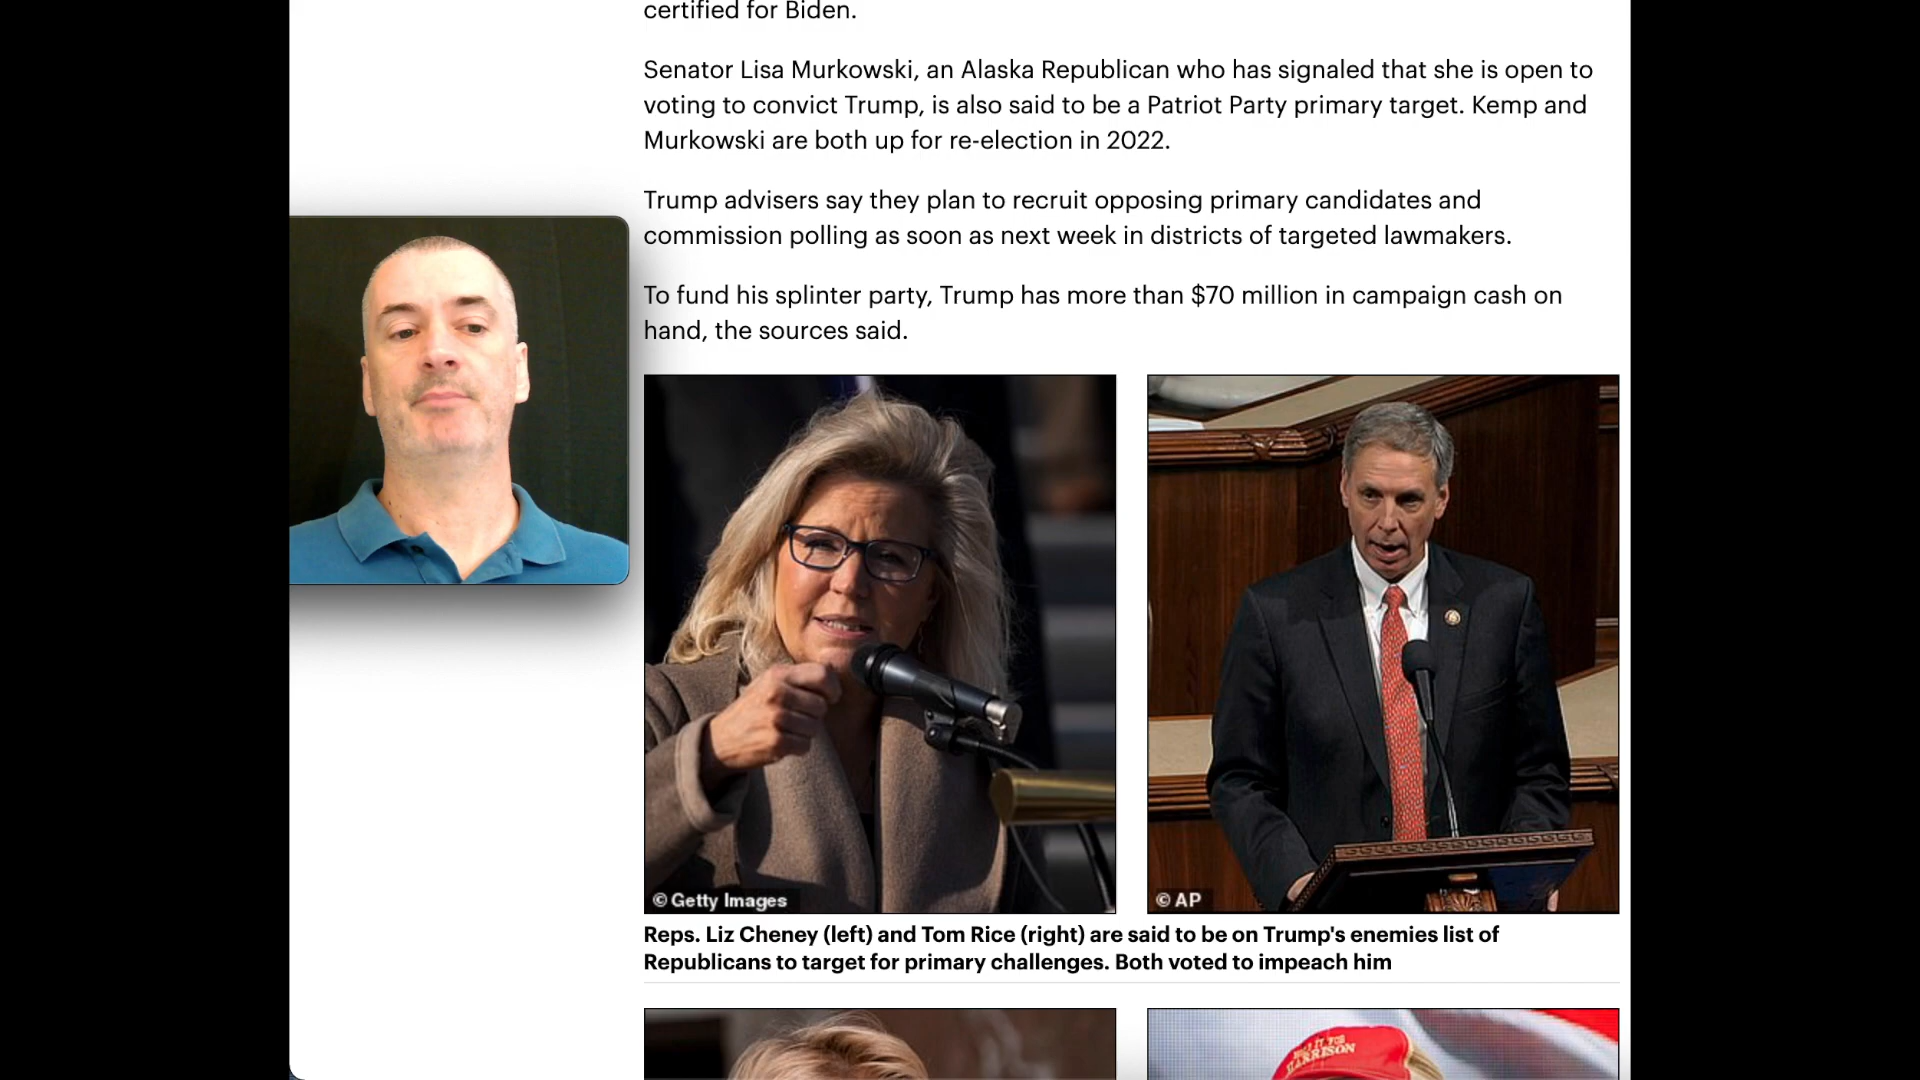 certified for Biden.
Senator Lisa Murkowski, an Alaska Republican who has signaled that she is open to
voting to convict Trump, is also said to be a Patriot Party primary target. Kemp and
Murkowski are both up for re-election in 2022.
Trump advisers say they plan to recruit opposing primary candidates and
commission polling as soon as next week in districts of targeted lawmakers.
To fund his splinter party, Trump has more than $70 million in campaign cash on
hand, the sources said.
© Getty Images
© AP
Reps. Liz Cheney (left) and Tom Rice (right) are said to be on Trump's enemies list of
Republicans to target for primary challenges. Both voted to impeach him